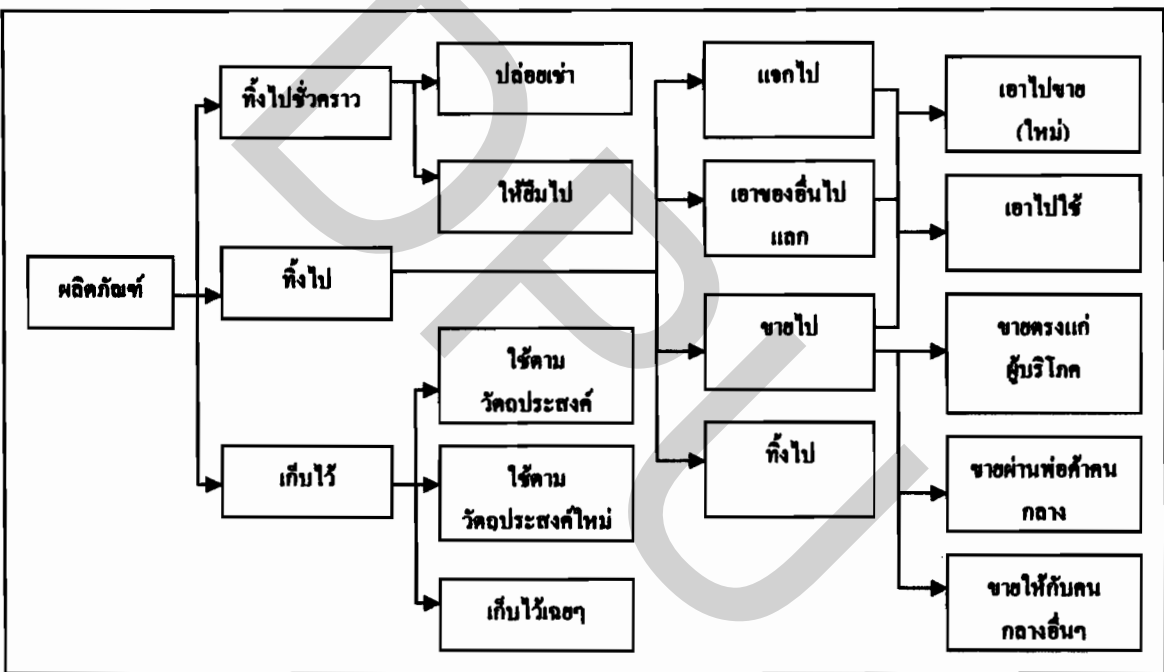 ผลิตภัณฑ์
ทิ้งไปชั่วคราว
ทิ้งไป
เก็บไว้
ปล่อยเช่า
ให้ยืมไป
ใช้ตาม
วัตถุประสงค์
ใช้ตาม
วัตถุประสงค์ใหม่
เก็บไว้เฉยๆ
แจกไป
เอาของอื่นไป
แลก
ขายไป
ทิ้งไป
เอาไปขาย
(ใหม่)
เอาไปใช้
ขายตรงแก่
ผู้บริโภค
ขายผ่านพ่อค้าคน
กลาง
ขายให้กับคน
กลางอื่นๆ
DPU